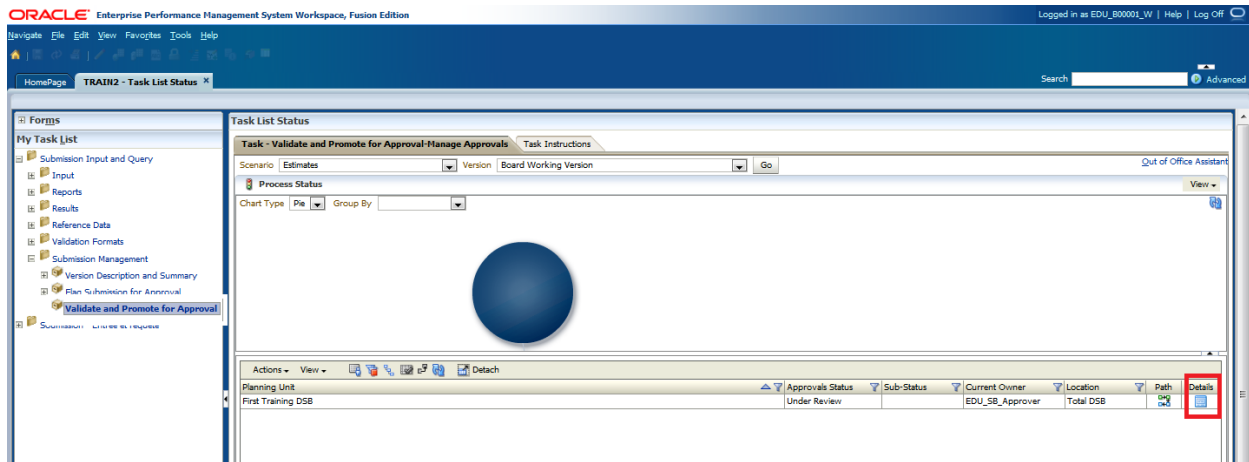 ORACLE® Enterprise Performance Management System Workspace, Fusion Edition
Logged in as EDU_B00001_W | Help | Log Off
Navigate File Edit View Favorites Tools Help
HomePage TRAIN2 - Task List Status
Search Advanced
Forms
Task List Status
My Task List
Task - Validate and Promote for Approval-Manage Approvals Task Instructions
Submission Input and Query
Scenario Estimates Version Board Working Version Go Out of Office Assistant
Input
Process Status View
Reports
Chart Type Pie Group By
Results
Reference Data
Validation Formats
Submission Management
Version Description and Summary
Flag Submission for Approval
Validate and Promote for Approval
Soumission - Entrée et requête
Actions View Detach
Planning Unit Approvals Status Sub-Status Current Owner Location Path Details
First Training DSB Under Review EDU_SB_Approver Total DSB